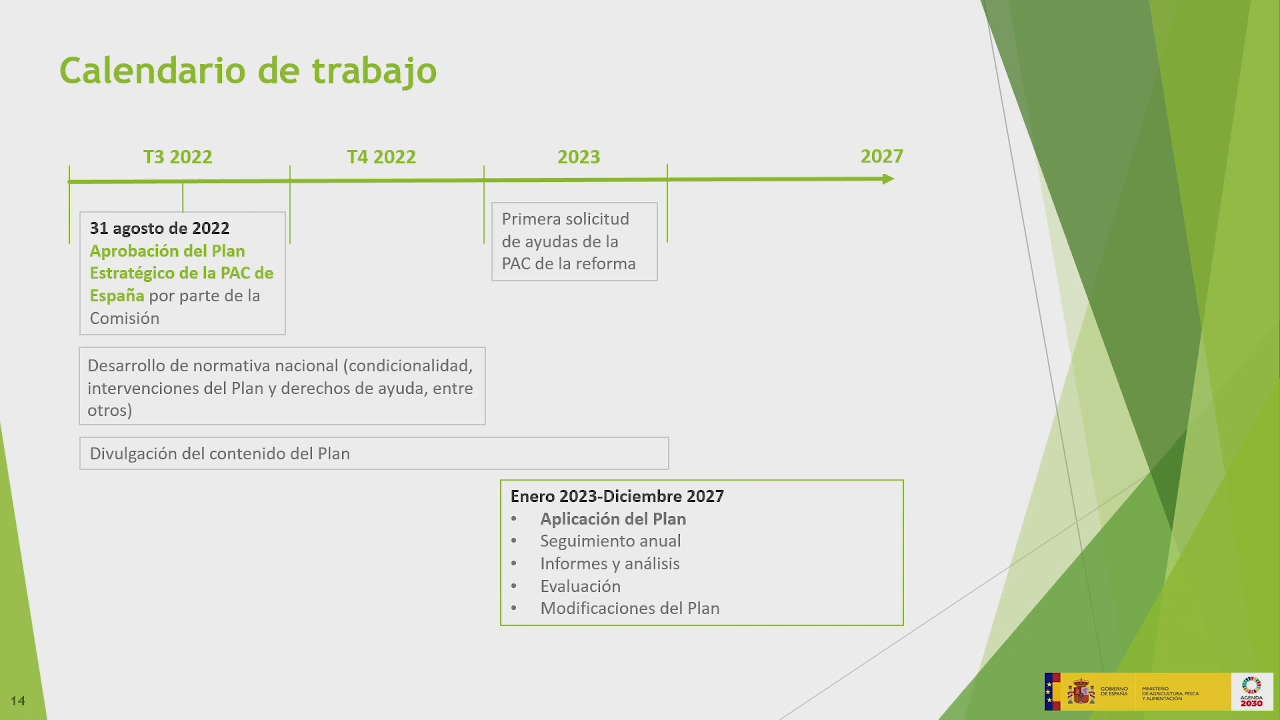 Calendario de trabajo
T3 2022
T4 2022
2023
2027
31 agosto de 2022
Aprobación del Plan
Estratégico de la PAC de
España por parte de la
Comisión
Primera solicitud
de ayudas de la
PAC de la reforma
Desarrollo de normativa nacional (condicionalidad,
intervenciones del Plan y derechos de ayuda, entre
otros)
Divulgación del contenido del Plan
Enero 2023-Diciembre 2027
• Aplicación del Plan
• Seguimiento anual
• Informes y análisis
• Evaluación
• Modificaciones del Plan
14
GOBIERNO
DE ESPAÑA
MINISTERIO
DE AGRICULTURA, PESCA
Y ALIMENTACIÓN
AGENDA
2030